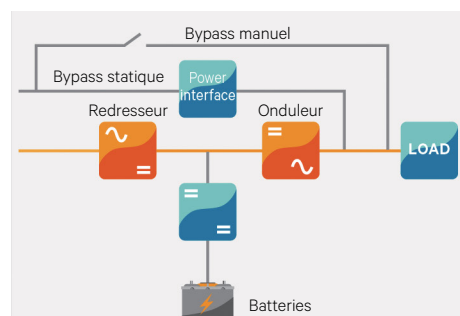 Bypass manuel
Bypass statique
Power
Interface
Redresseur
Onduleur
LOAD
Batteries